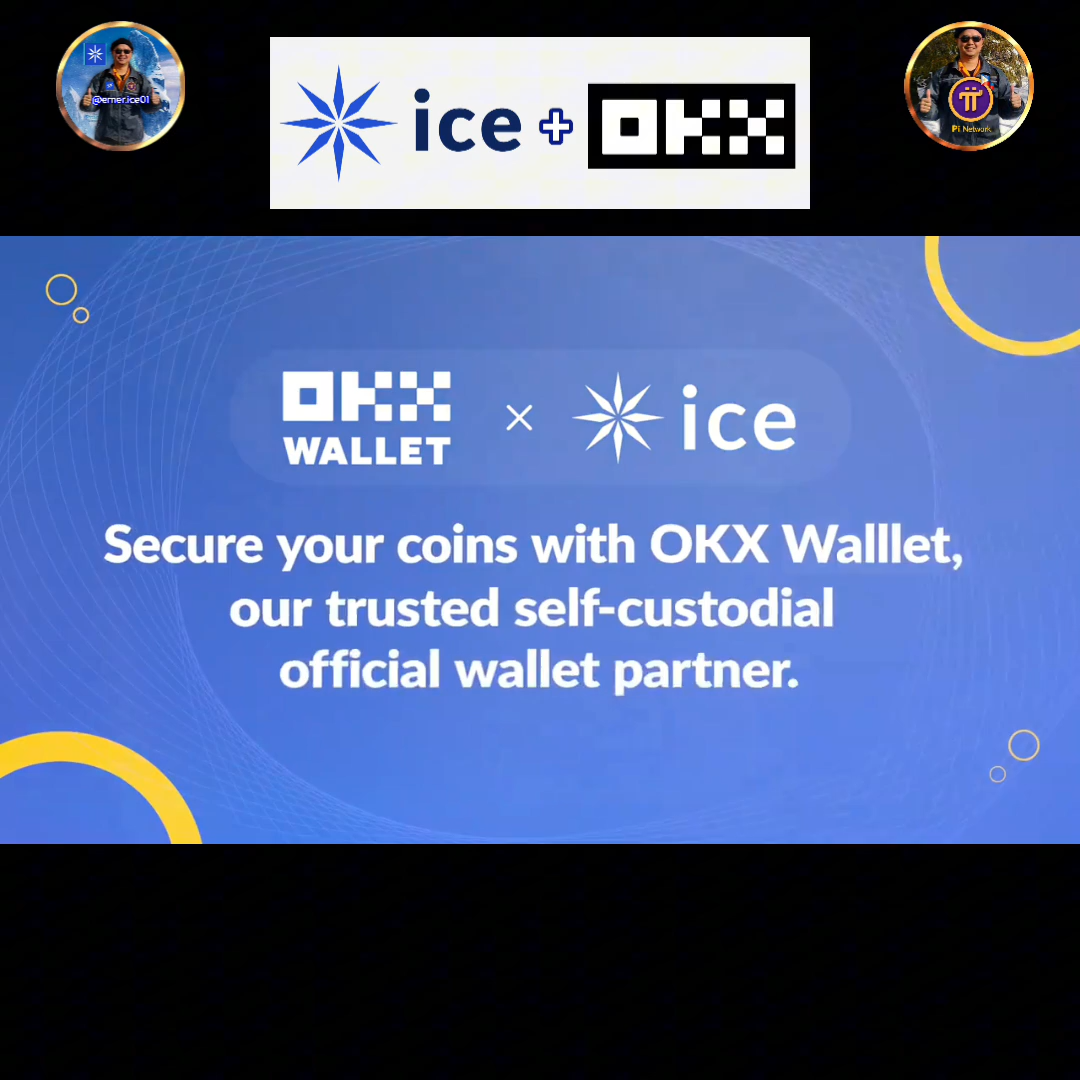 @emer.ice01
ice + OKX
Pi Network
OKX
WALLET
× ice
Secure your coins with OKX Walllet,
our trusted self-custodial
official wallet partner.